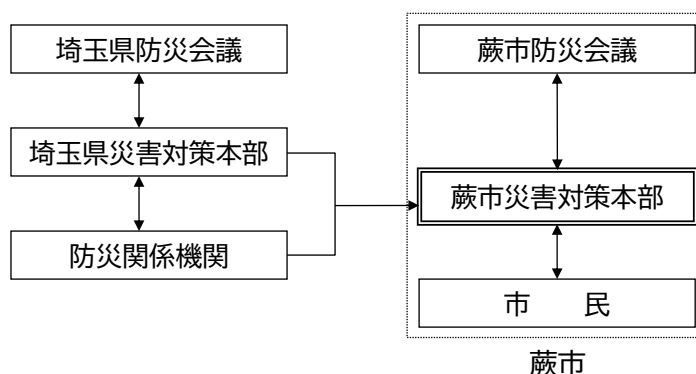 埼玉県防災会議
埼玉県災害対策本部
防災関係機関
蕨市防災会議
蕨市災害対策本部
市　　民
蕨市